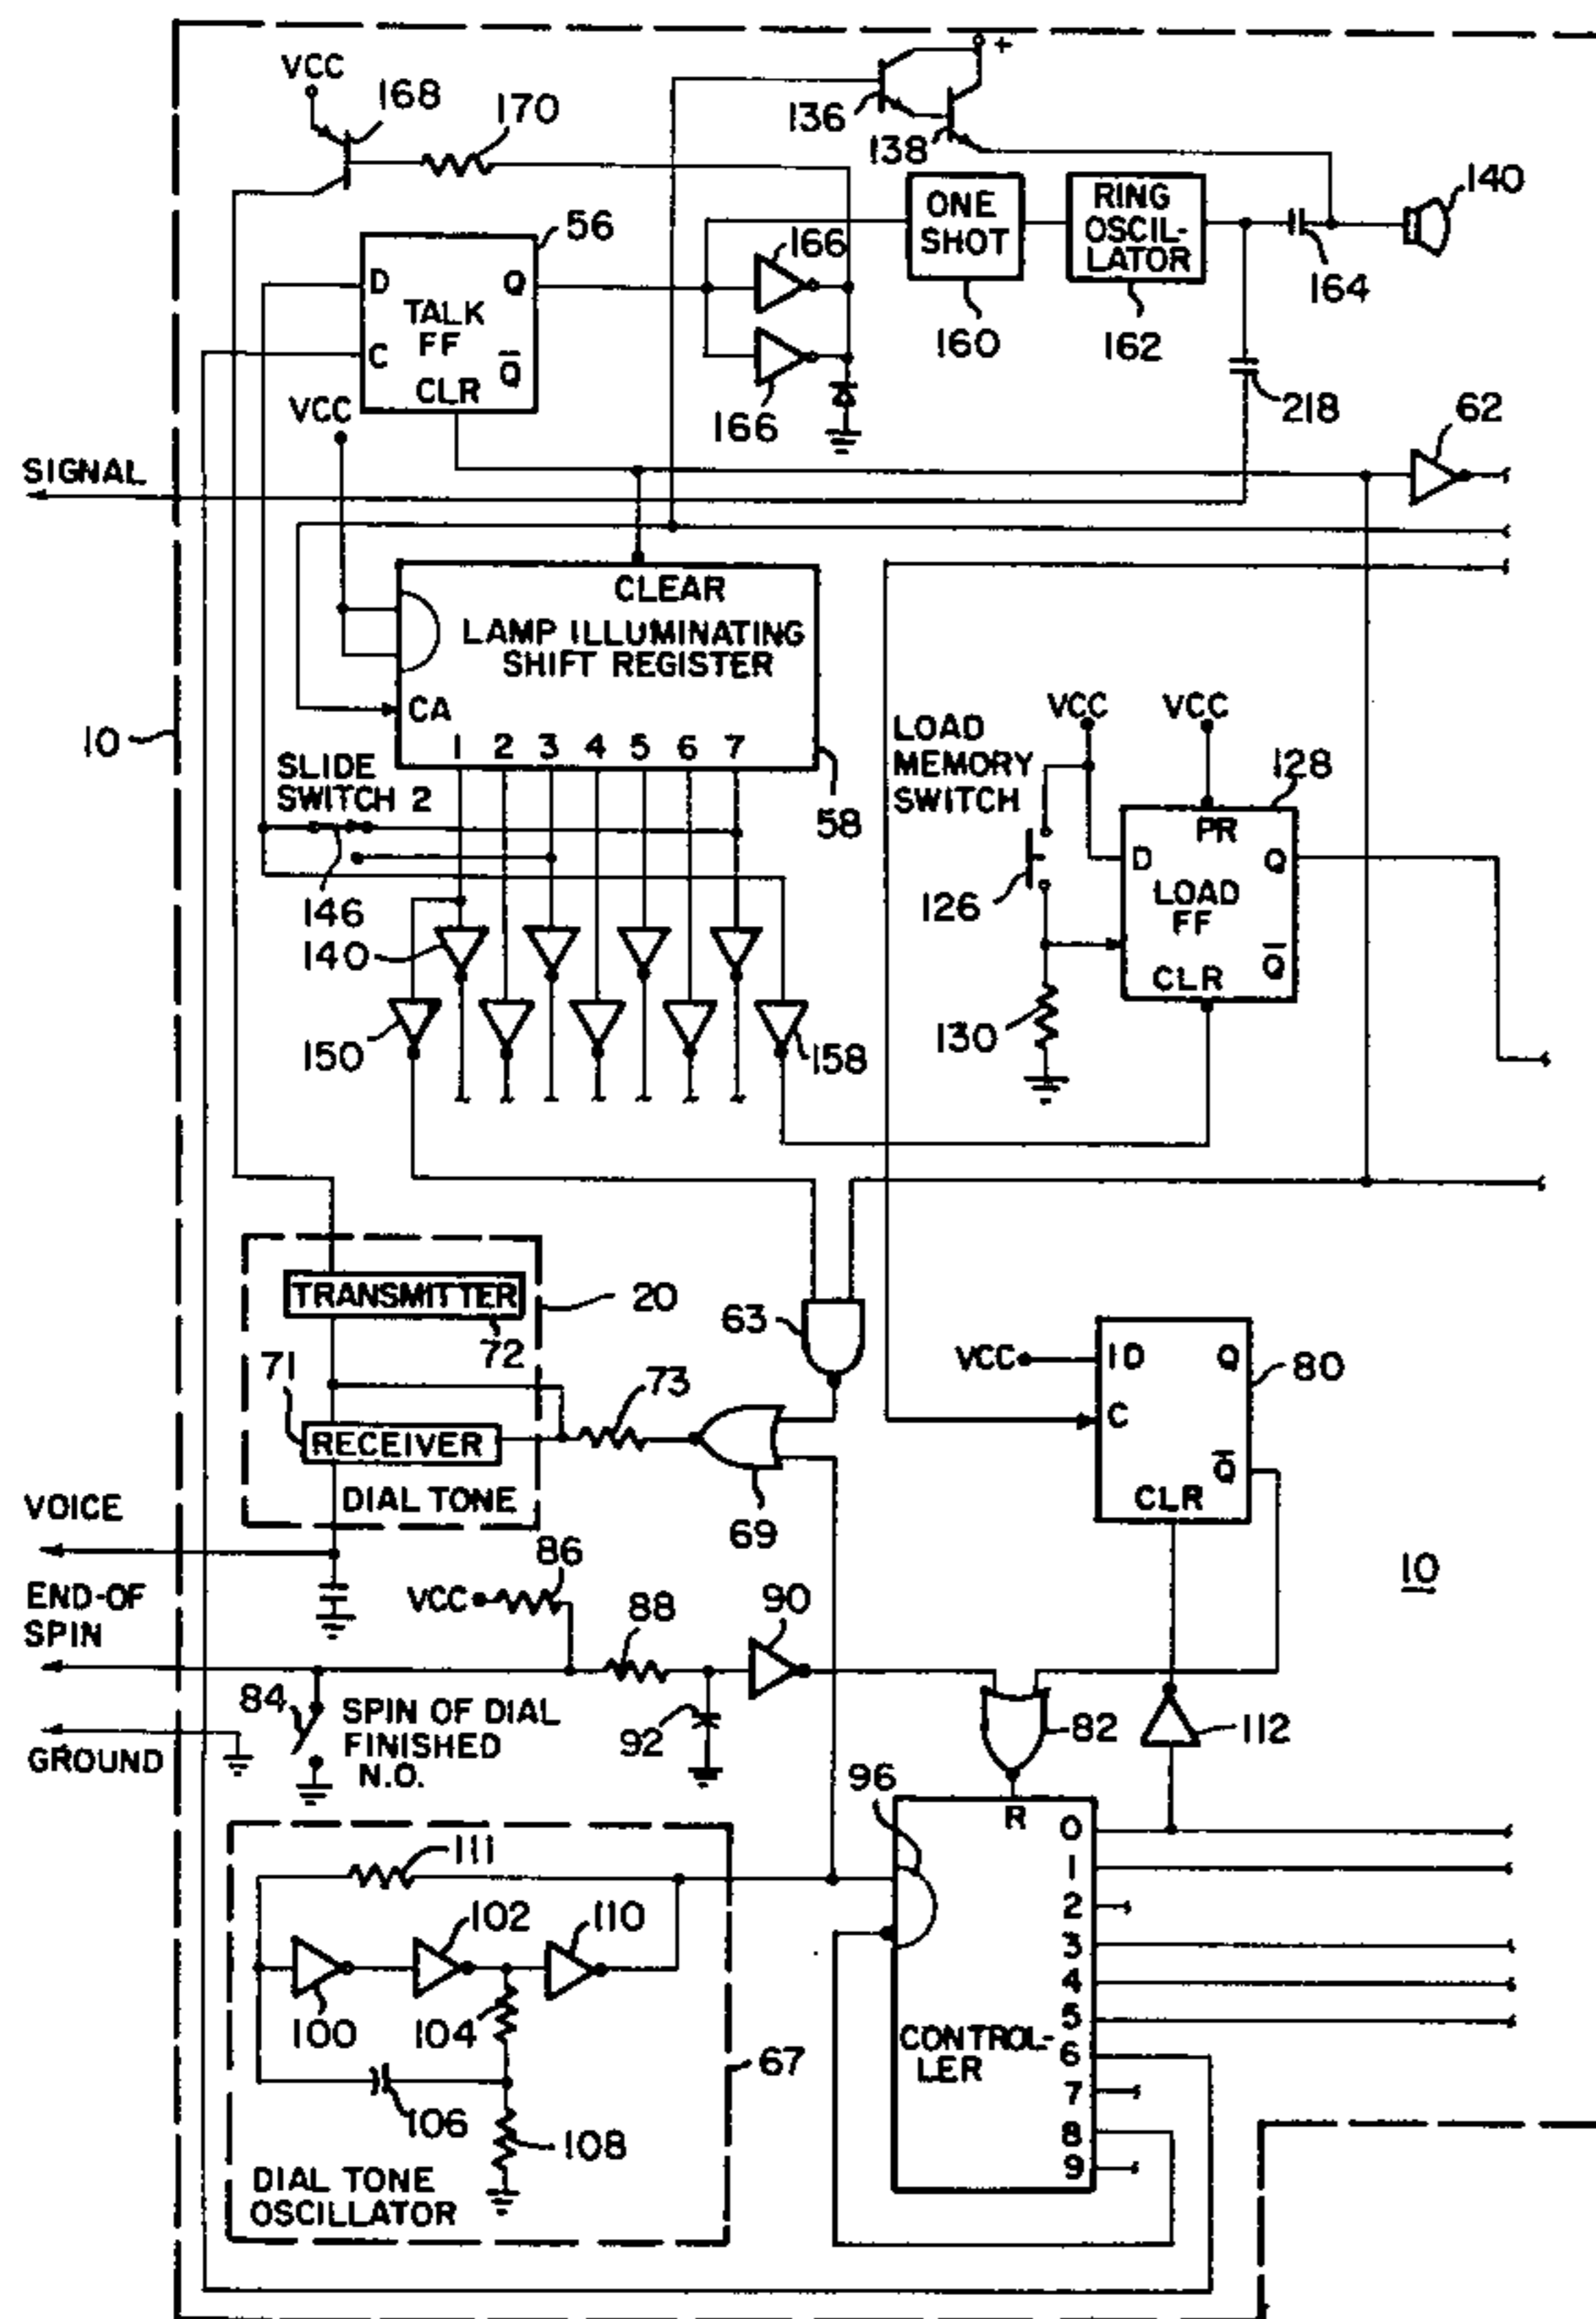 VCC
168
170
136
138
+
140
56
D
Q
TALK
FF
C
Q
CLR
166
166
ONE
SHOT
160
RING
OSCIL-
LATOR
162
164
218
62
VCC
SIGNAL
CLEAR
LAMP ILLUMINATING
SHIFT REGISTER
CA
1 2 3 4 5 6 7
58
10
SLIDE
SWITCH 2
146
140
150
158
LOAD
MEMORY
SWITCH
VCC
VCC
128
PR
D
Q
LOAD
FF
CLR
Q
126
130
TRANSMITTER
72
20
71
RECEIVER
DIAL TONE
73
63
69
VCC
1D
Q
C
Q
CLR
80
VOICE
END-OF
SPIN
VCC
86
88
90
84
SPIN OF DIAL
FINISHED
N.O.
92
82
112
10
GROUND
96
R
0
1
2
3
4
5
6
7
8
9
CONTROL-
LER
111
102
110
100
104
106
108
67
DIAL TONE
OSCILLATOR